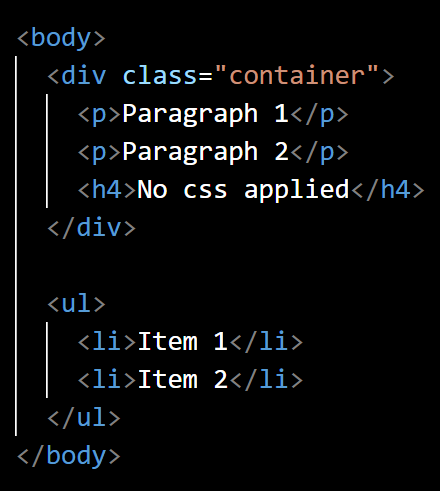 <body>
<div class="container">
<p>Paragraph 1</p>
<p>Paragraph 2</p>
<h4>No css applied</h4>
</div>
<ul>
<li>Item 1</li>
<li>Item 2</li>
</ul>
</body>